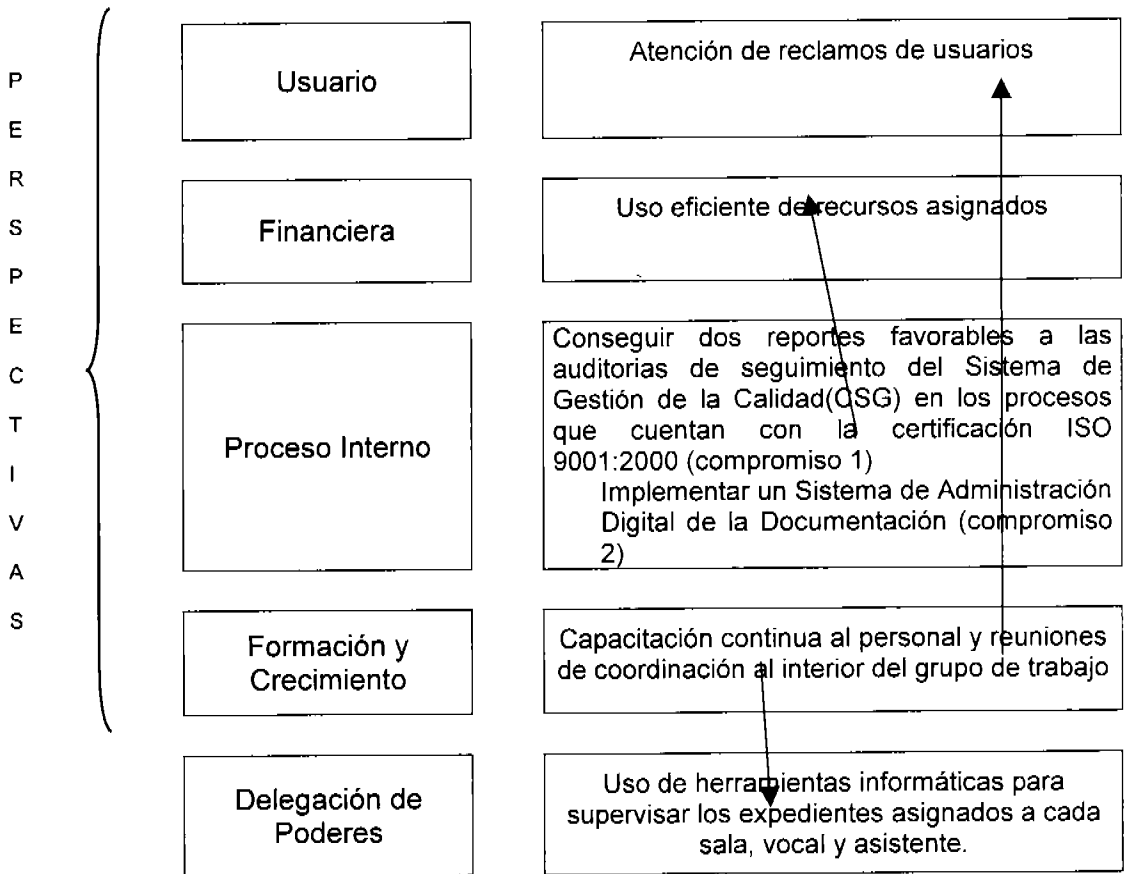 PERSPECTIVAS
Usuario
Atención de reclamos de usuarios
Financiera
Uso eficiente de recursos asignados
Proceso Interno
Conseguir dos reportes favorables a las
auditorias de seguimiento del Sistema de
Gestión de la Calidad(CSG) en los procesos
que cuentan con la certificación ISO
9001:2000 (compromiso 1)
Implementar un Sistema de Administración
Digital de la Documentación (compromiso
2)
Formación y
Crecimiento
Capacitación continua al personal y reuniones
de coordinación al interior del grupo de trabajo
Delegación de
Poderes
Uso de herramientas informáticas para
supervisar los expedientes asignados a cada
sala, vocal y asistente.